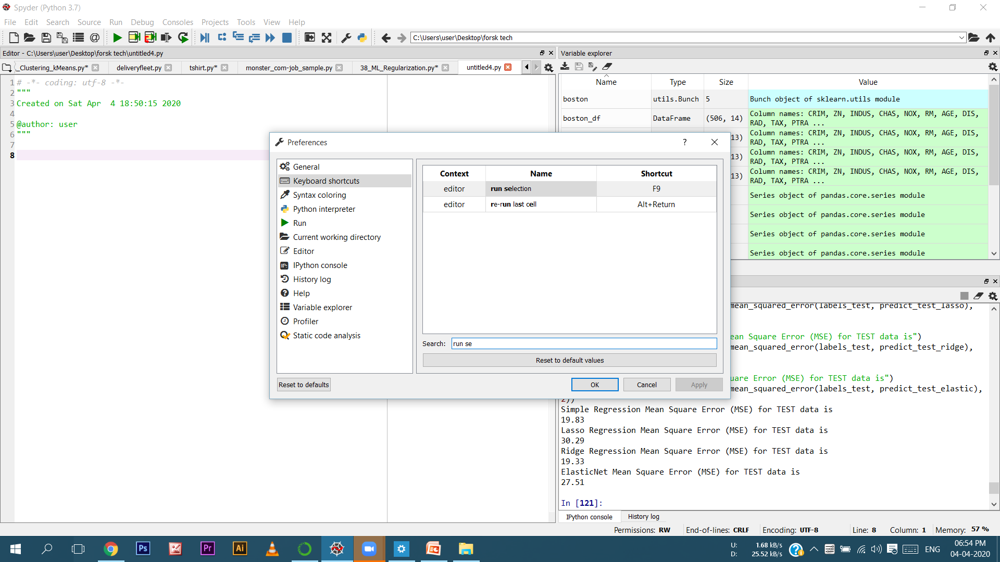 Spyder (Python 3.7)
File Edit Search Source Run Debug Consoles Projects Tools View Help
C:\Users\user\Desktop\forsk tech
Editor - C:\Users\user\Desktop\forsk tech\untitled4.py
_Clustering_kMeans.py* deliveryfleet.py tshirt.py* monster_com-job_sample.py 38_ML_Regularization.py* untitled4.py
1 # -*- coding: utf-8 -*-
2 """
3 Created on Sat Apr  4 18:50:15 2020
4
5 @author: user
6 """
7
8
Variable explorer
Name Type Size Value
boston utils.Bunch 5 Bunch object of sklearn.utils module
boston_df DataFrame (506, 14) Column names: CRIM, ZN, INDUS, CHAS, NOX, RM, AGE, DIS,
RAD, TAX, PTRA ...
13) Column names: CRIM, ZN, INDUS, CHAS, NOX, RM, AGE, DIS,
RAD, TAX, PTRA ...
13) Column names: CRIM, ZN, INDUS, CHAS, NOX, RM, AGE, DIS,
RAD, TAX, PTRA ...
13) Column names: CRIM, ZN, INDUS, CHAS, NOX, RM, AGE, DIS,
RAD, TAX, PTRA ...
Series object of pandas.core.series module
Series object of pandas.core.series module
Series object of pandas.core.series module
Series object of pandas.core.series module
Preferences ?
General
Keyboard shortcuts
Syntax coloring
Python interpreter
Run
Current working directory
Editor
IPython console
History log
Help
Variable explorer
Profiler
Static code analysis
Context Name Shortcut
editor run selection F9
editor re-run last cell Alt+Return
Search: run se
Reset to default values
Reset to defaults OK Cancel Apply
mean_squared_error(labels_test, predict_test_lasso),
ean Square Error (MSE) for TEST data is")
mean_squared_error(labels_test, predict_test_ridge),
uare Error (MSE) for TEST data is")
mean_squared_error(labels_test, predict_test_elastic),
2))
Simple Regression Mean Square Error (MSE) for TEST data is
19.83
Lasso Regression Mean Square Error (MSE) for TEST data is
30.29
Ridge Regression Mean Square Error (MSE) for TEST data is
19.33
ElasticNet Mean Square Error (MSE) for TEST data is
27.51
In [121]:
IPython console History log
Permissions: RW End-of-lines: CRLF Encoding: UTF-8 Line: 8 Column: 1 Memory: 57 %
Ps Pr Ai
U: 1.68 kB/s
D: 25.52 kB/s
ENG
06:54 PM
04-04-2020